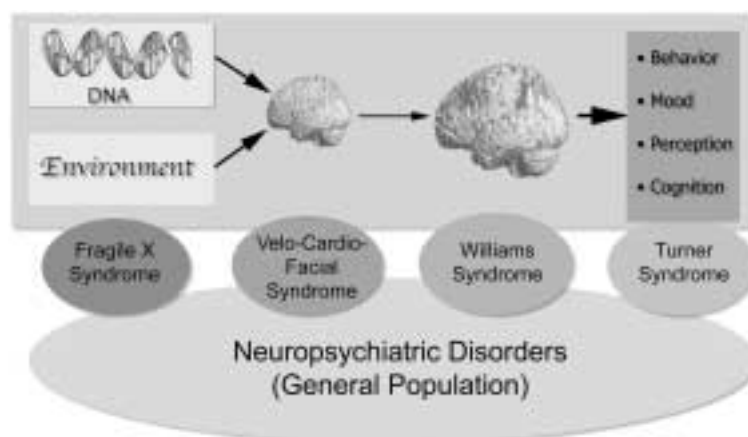 DNA
Environment
• Behavior
• Mood
• Perception
• Cognition
Fragile X
Syndrome
Velo-Cardio-
Facial
Syndrome
Williams
Syndrome
Turner
Syndrome
Neuropsychiatric Disorders
(General Population)